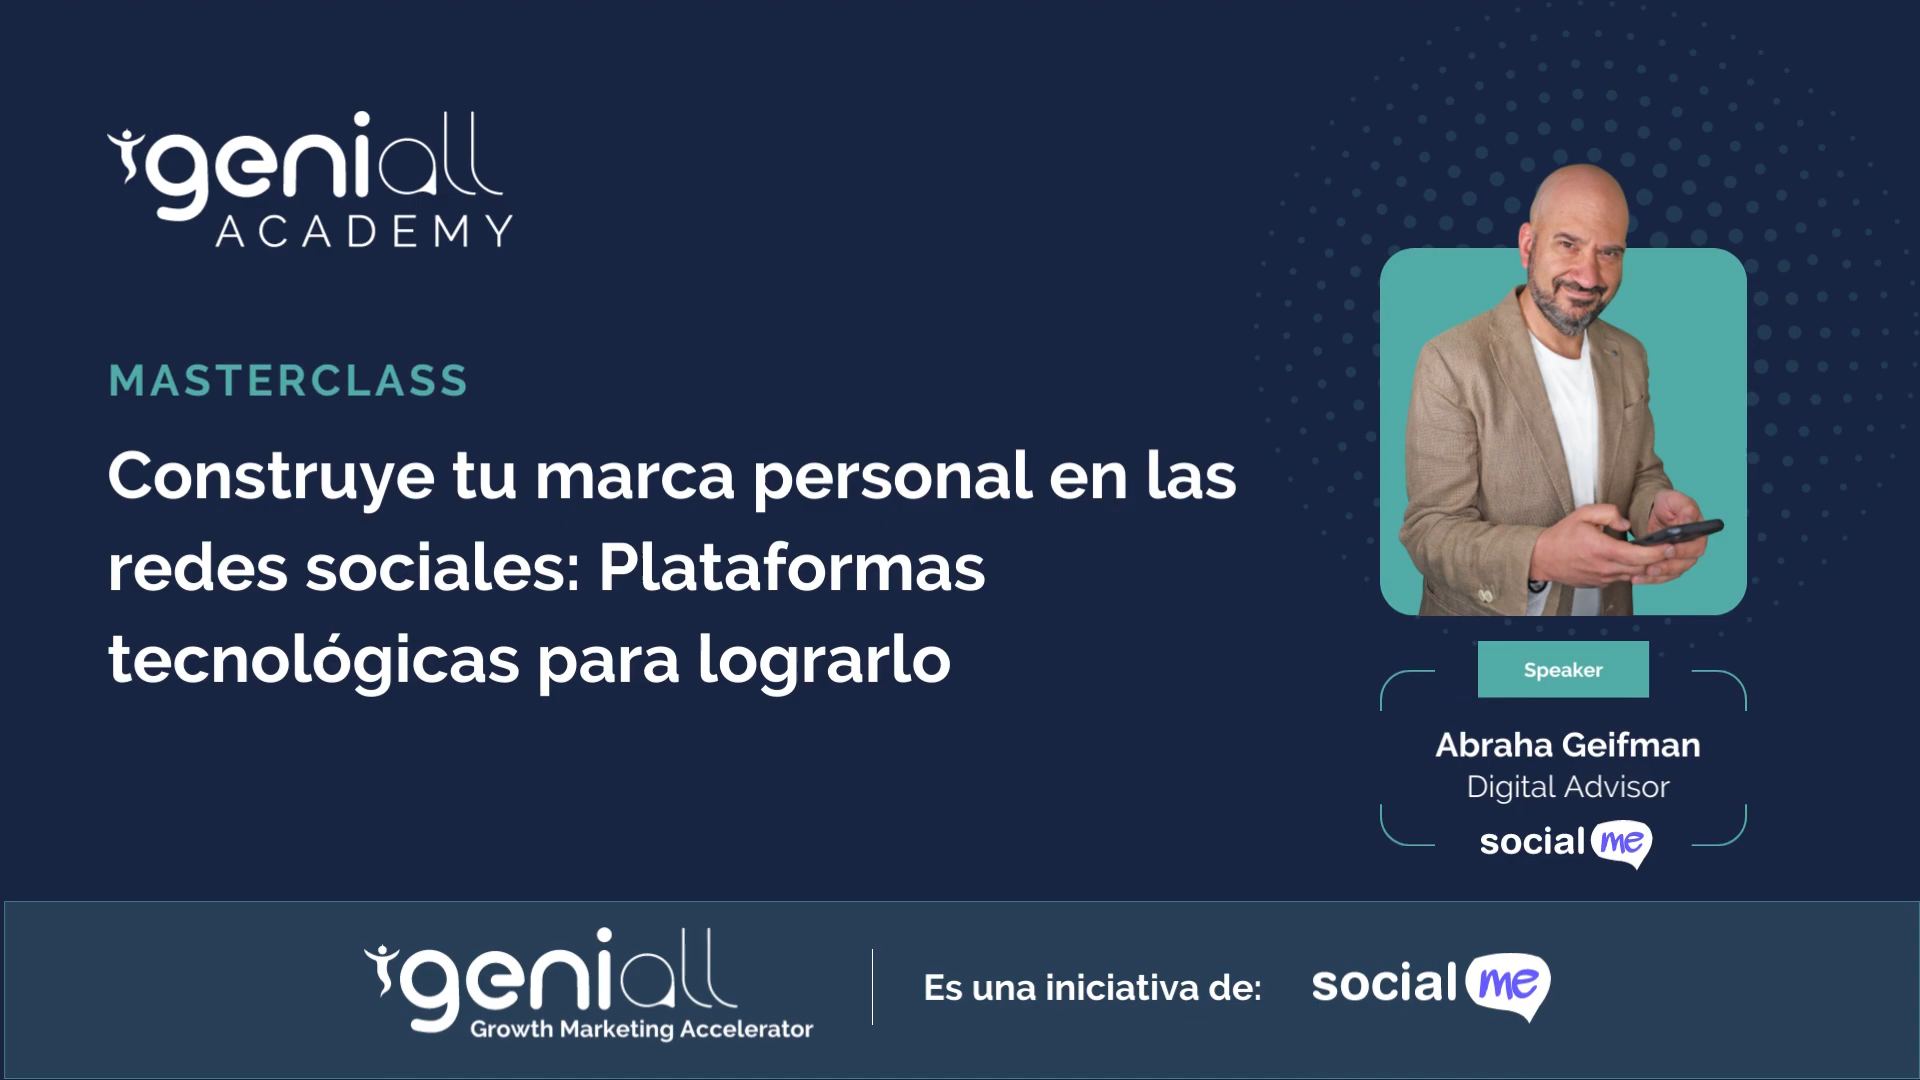 geniall
ACADEMY
MASTERCLASS
Construye tu marca personal en las
redes sociales: Plataformas
tecnológicas para lograrlo
Speaker
Abraha Geifman
Digital Advisor
social me
geniall
Growth Marketing Accelerator
Es una iniciativa de:
social me